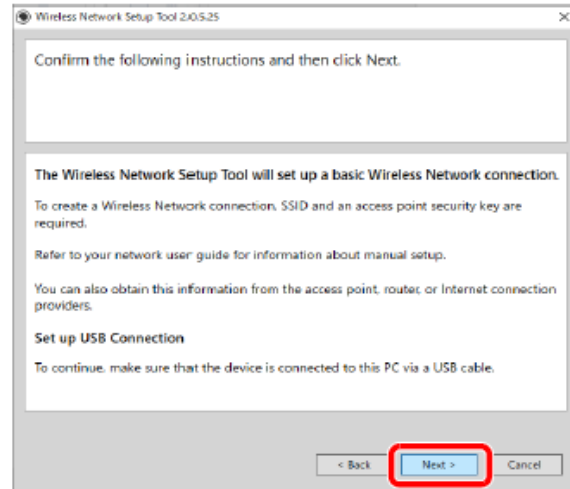 Wireless Network Setup Tool 2.0.5.25
Confirm the following instructions and then click Next.
The Wireless Network Setup Tool will set up a basic Wireless Network connection.
To create a Wireless Network connection, SSID and an access point security key are
required.
Refer to your network user guide for information about manual setup.
You can also obtain this information from the access point, router, or Internet connection
providers.
Set up USB Connection
To continue, make sure that the device is connected to this PC via a USB cable.
< Back Next > Cancel